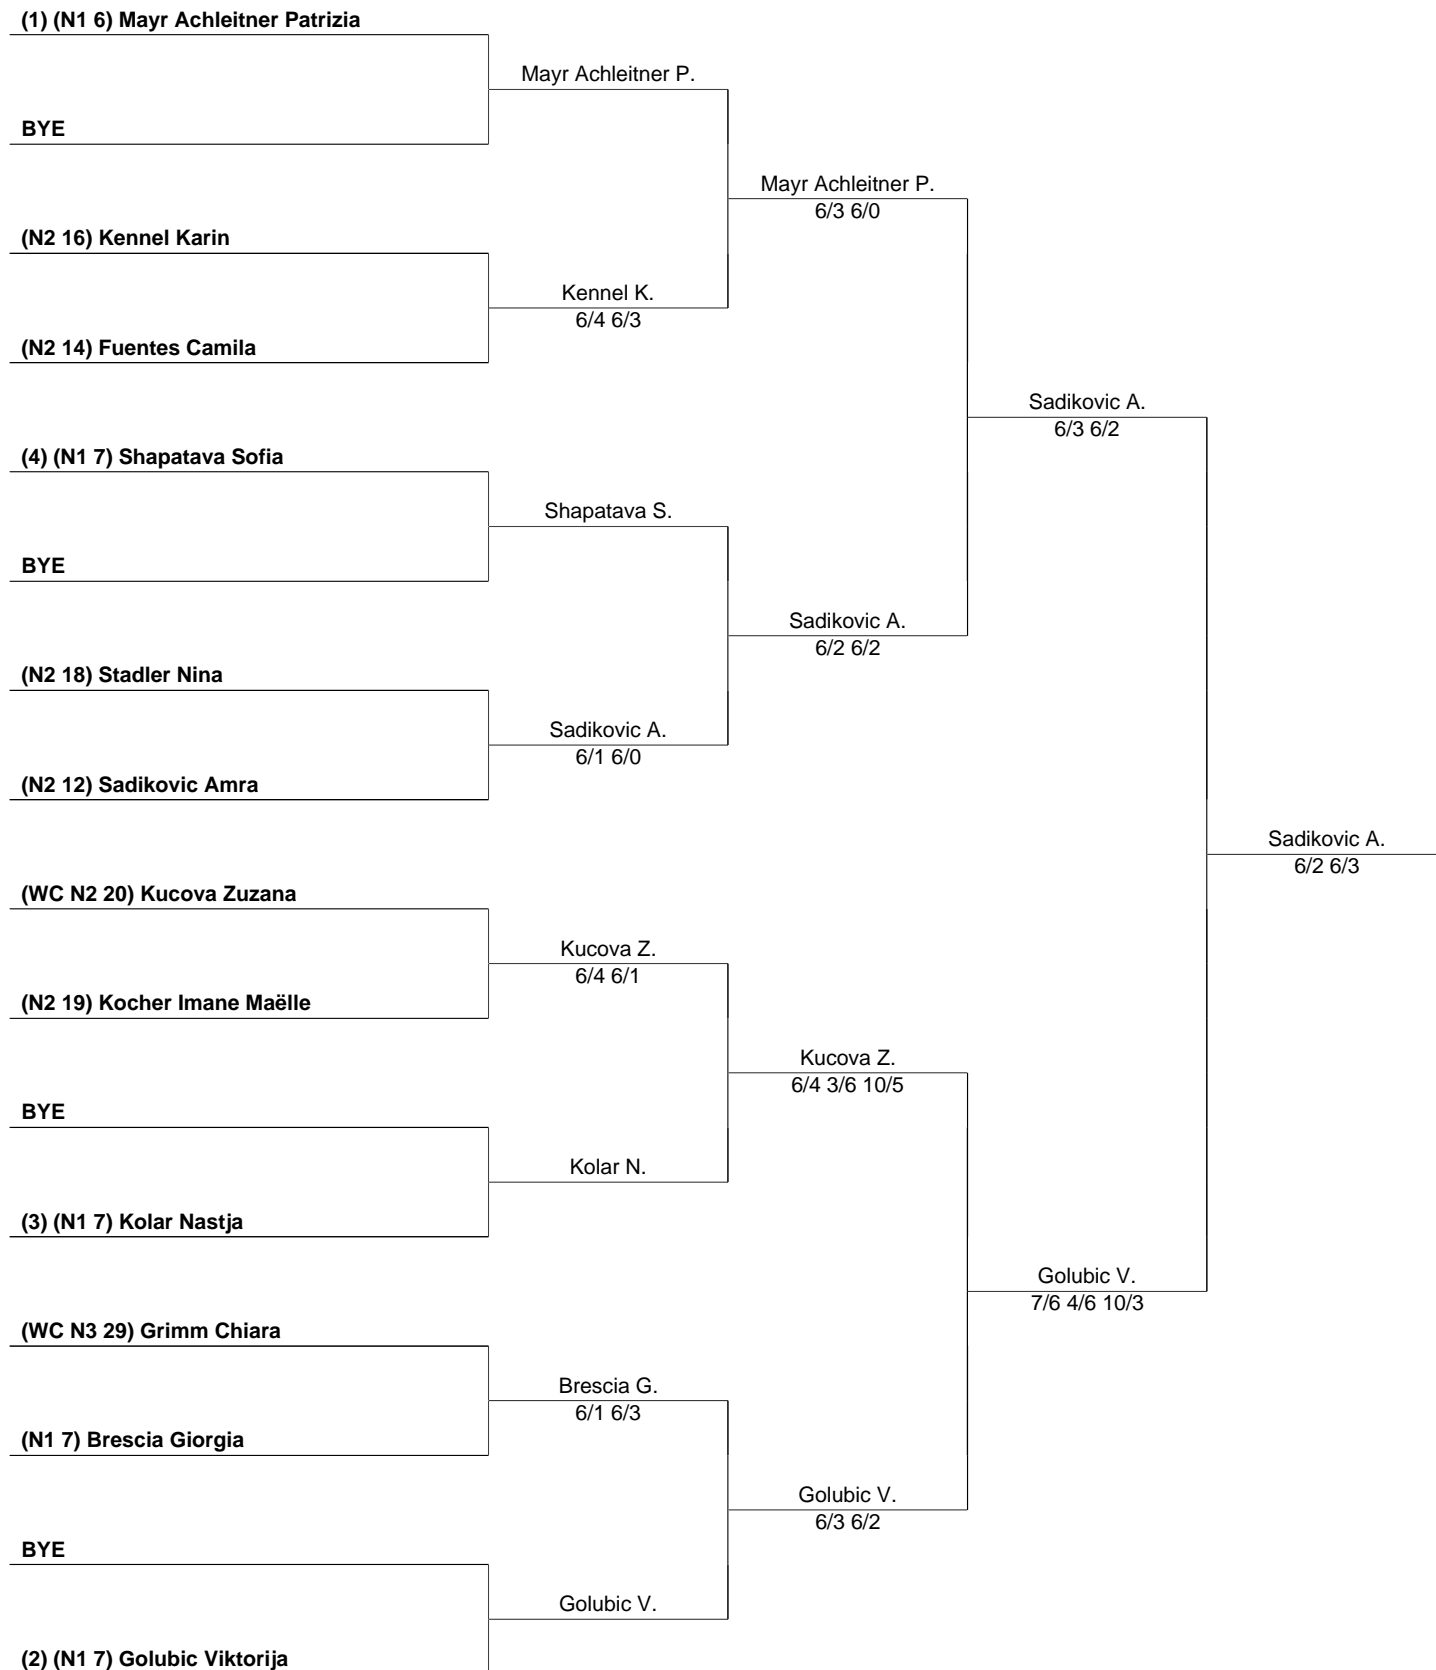 (1) (N1 6) Mayr Achleitner Patrizia
Mayr Achleitner P.
BYE
Mayr Achleitner P.
6/3 6/0
(N2 16) Kennel Karin
Kennel K.
6/4 6/3
(N2 14) Fuentes Camila
Sadikovic A.
6/3 6/2
(4) (N1 7) Shapatava Sofia
Shapatava S.
BYE
Sadikovic A.
6/2 6/2
(N2 18) Stadler Nina
Sadikovic A.
6/1 6/0
(N2 12) Sadikovic Amra
Sadikovic A.
6/2 6/3
(WC N2 20) Kucova Zuzana
Kucova Z.
6/4 6/1
(N2 19) Kocher Imane Maëlle
Kucova Z.
6/4 3/6 10/5
BYE
Kolar N.
(3) (N1 7) Kolar Nastja
Golubic V.
7/6 4/6 10/3
(WC N3 29) Grimm Chiara
Brescia G.
6/1 6/3
(N1 7) Brescia Giorgia
Golubic V.
6/3 6/2
BYE
Golubic V.
(2) (N1 7) Golubic Viktorija